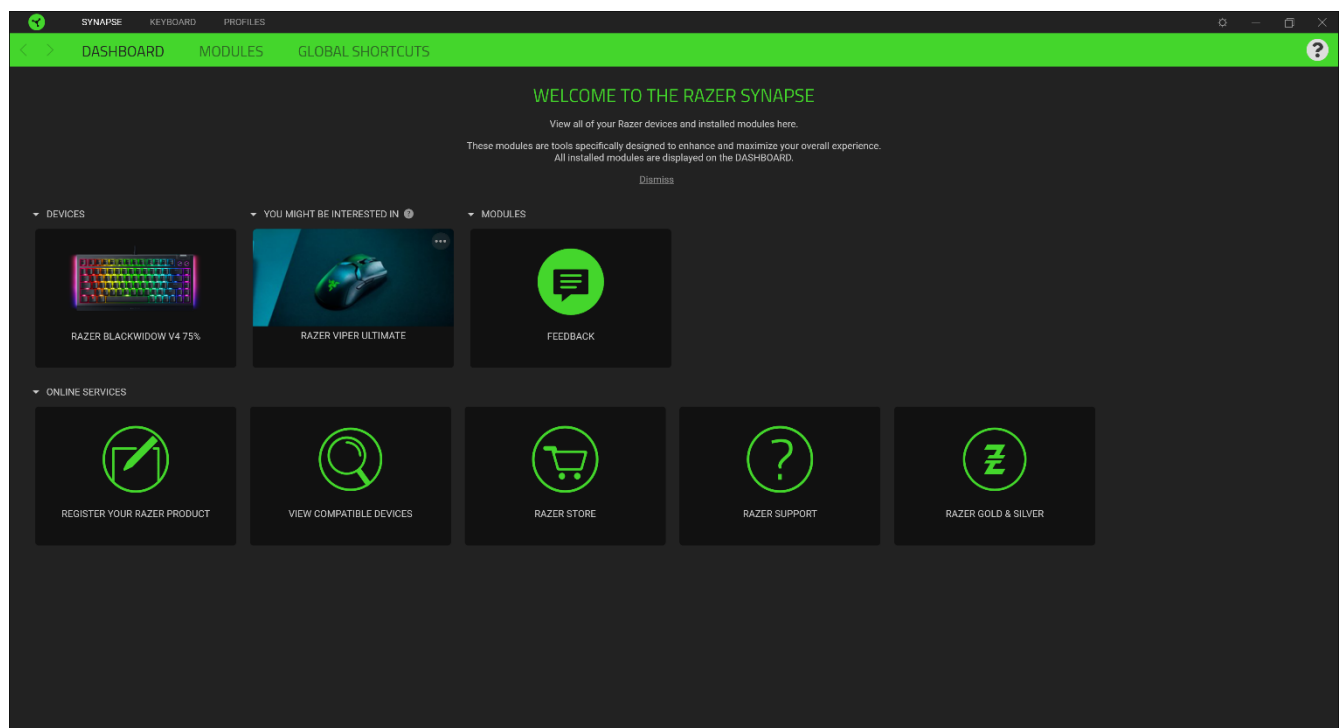 SYNAPSE KEYBOARD PROFILES
DASHBOARD MODULES GLOBAL SHORTCUTS ?
WELCOME TO THE RAZER SYNAPSE
View all of your Razer devices and installed modules here.
These modules are tools specifically designed to enhance and maximize your overall experience.
All installed modules are displayed on the DASHBOARD.
Dismiss
DEVICES
YOU MIGHT BE INTERESTED IN ?
MODULES
RAZER BLACKWIDOW V4 75%
RAZER VIPER ULTIMATE
FEEDBACK
ONLINE SERVICES
REGISTER YOUR RAZER PRODUCT
VIEW COMPATIBLE DEVICES
RAZER STORE
?
RAZER SUPPORT
RAZER GOLD & SILVER